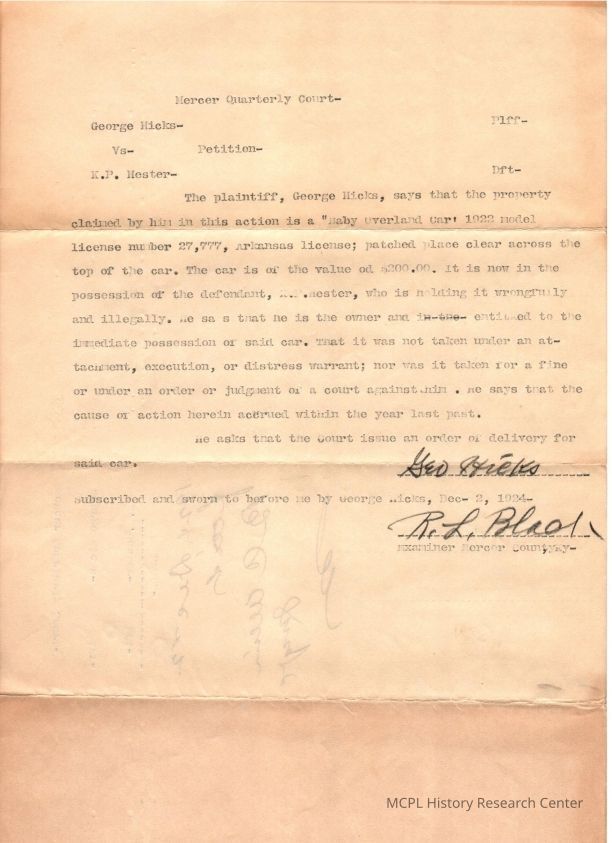 Mercer Quarterly Court-
George Hicks- Plff-
Vs- Petition-
K.P. Hester- Dft-
The plaintiff, George Hicks, says that the property
claimed by him in this action is a "Baby Overland Car' 1922 Model
license number 27,777, Arkansas license; patched place clear across the
top of the car. The car is of the value od $200.00. It is now in the
possession of the defendant, K.P.Hester, who is holding it wrongfully
and illegally. He sa s that he is the owner and in the entitled to the
immediate possession of said car. That it was not taken under an at-
tachment, execution, or distress warrant; nor was it taken for a fine
or under an order or judgment of a court against him . He says that the
cause of action herein accrued within the year last past.
He asks that the Court issue an order of delivery for
said car.
Geo Hicks
Subscribed and sworn to before me by George Hicks, Dec- 2, 1924-
R. L. Black
Examiner Mercer County,Ky-
MCPL History Research Center